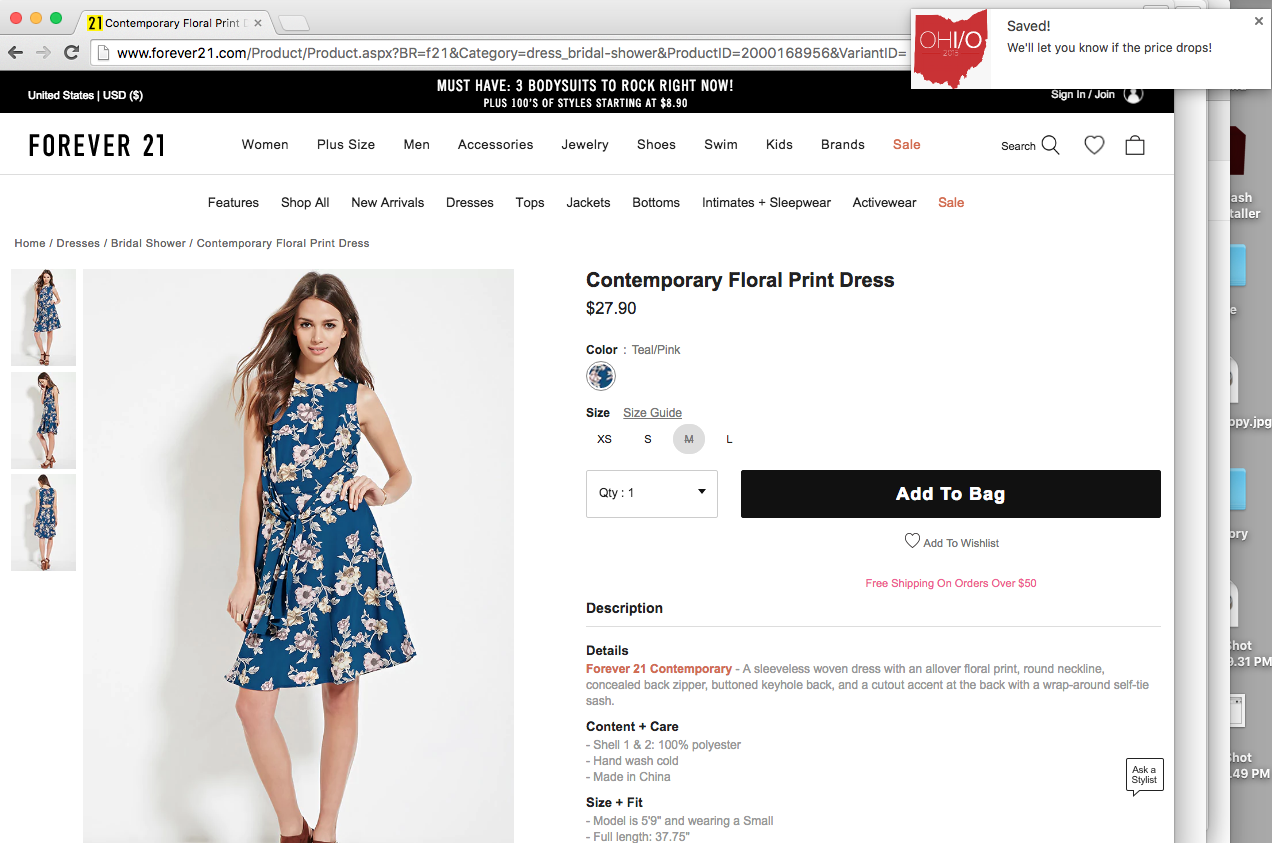 21 Contemporary Floral Print D
OHI/O
2015
Saved!
We'll let you know if the price drops!
www.forever21.com/Product/Product.aspx?BR=f21&Category=dress_bridal-shower&ProductID=2000168956&VariantID=
United States | USD ($)
MUST HAVE: 3 BODYSUITS TO ROCK RIGHT NOW!
PLUS 100'S OF STYLES STARTING AT $8.90
Sign In / Join
FOREVER 21
Women Plus Size Men Accessories Jewelry Shoes Swim Kids Brands Sale
Search
Features Shop All New Arrivals Dresses Tops Jackets Bottoms Intimates + Sleepwear Activewear Sale
Home / Dresses / Bridal Shower / Contemporary Floral Print Dress
Contemporary Floral Print Dress
$27.90
Color : Teal/Pink
Size Size Guide
XS S M L
Qty : 1
Add To Bag
Add To Wishlist
Free Shipping On Orders Over $50
Description
Details
Forever 21 Contemporary - A sleeveless woven dress with an allover floral print, round neckline,
concealed back zipper, buttoned keyhole back, and a cutout accent at the back with a wrap-around self-tie
sash.
Content + Care
- Shell 1 & 2: 100% polyester
- Hand wash cold
- Made in China
Size + Fit
- Model is 5'9" and wearing a Small
- Full length: 37.75"
Ask a
Stylist
ash
taller
e
opy.jpg
ory
Shot
9.31 PM
Shot
.49 PM